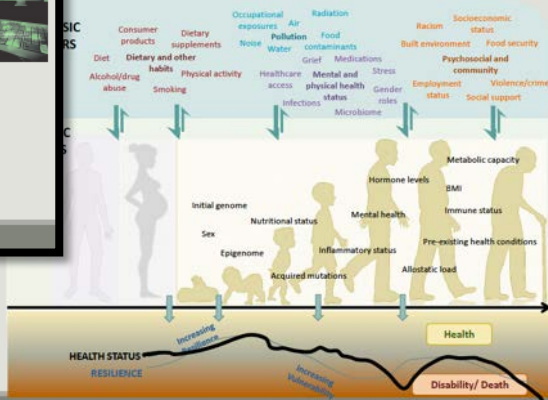 SIC
RS
Consumer
products
Dietary
supplements
Diet
Dietary and other
habits
Alcohol/drug
abuse
Physical activity
Smoking
Occupational
exposures
Air
Radiation
Noise
Pollution
Water
Food
contaminants
Grief
Medications
Healthcare
access
Mental and
physical health
status
Stress
Gender
roles
Infections
Microbiome
Racism
Socioeconomic
status
Built environment
Food security
Psychosocial and
community
Employment
status
Violence/crime
Social support
IC
S
Initial genome
Sex
Epigenome
Nutritional status
Acquired mutations
Inflammatory status
Mental health
Hormone levels
Metabolic capacity
BMI
Immune status
Pre-existing health conditions
Allostatic load
HEALTH STATUS
RESILIENCE
Increasing
Resilience
Increasing
Vulnerability
Health
Disability/ Death